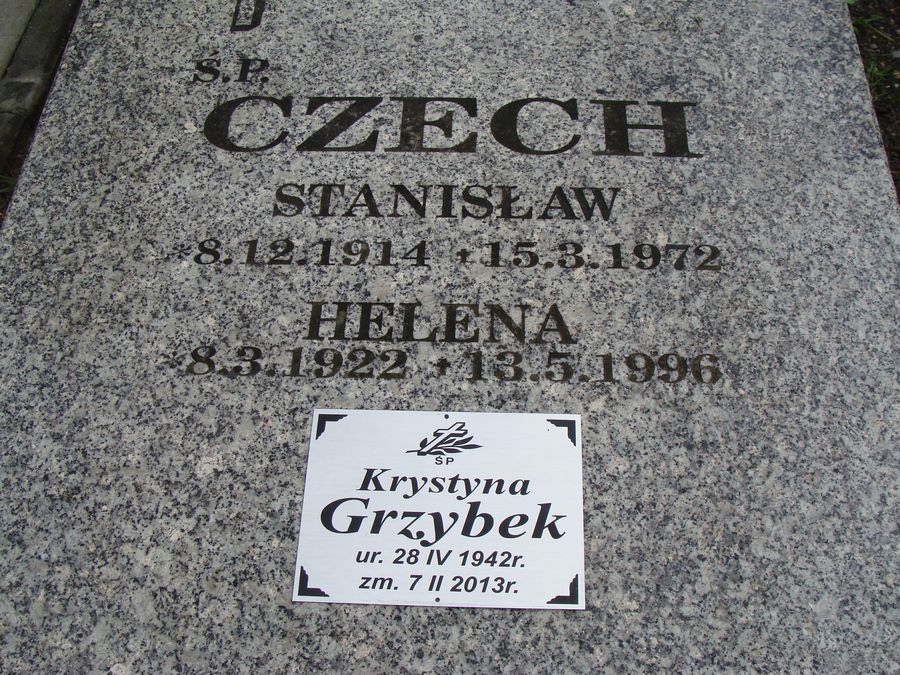 Ś.P.
CZECH
STANISŁAW
*8.12.1914 †15.3.1972
HELENA
*8.3.1922 †13.5.1996
ŚP
Krystyna
Grzybek
ur. 28 IV 1942r.
zm. 7 II 2013r.